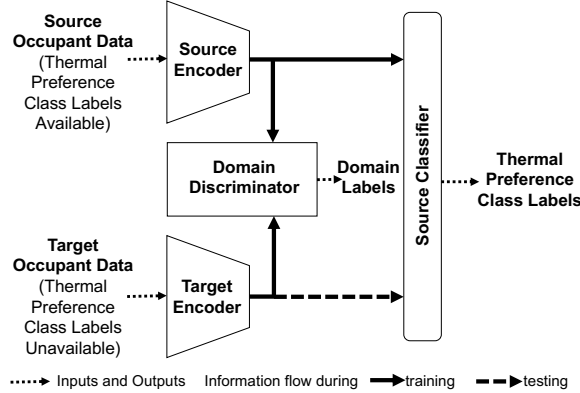 Source
Occupant Data
(Thermal
Preference
Class Labels
Available)
Source
Encoder
Domain
Discriminator
Domain
Labels
Source Classifier
Thermal
Preference
Class Labels
Target
Occupant Data
(Thermal
Preference
Class Labels
Unavailable)
Target
Encoder
Inputs and Outputs Information flow during training testing